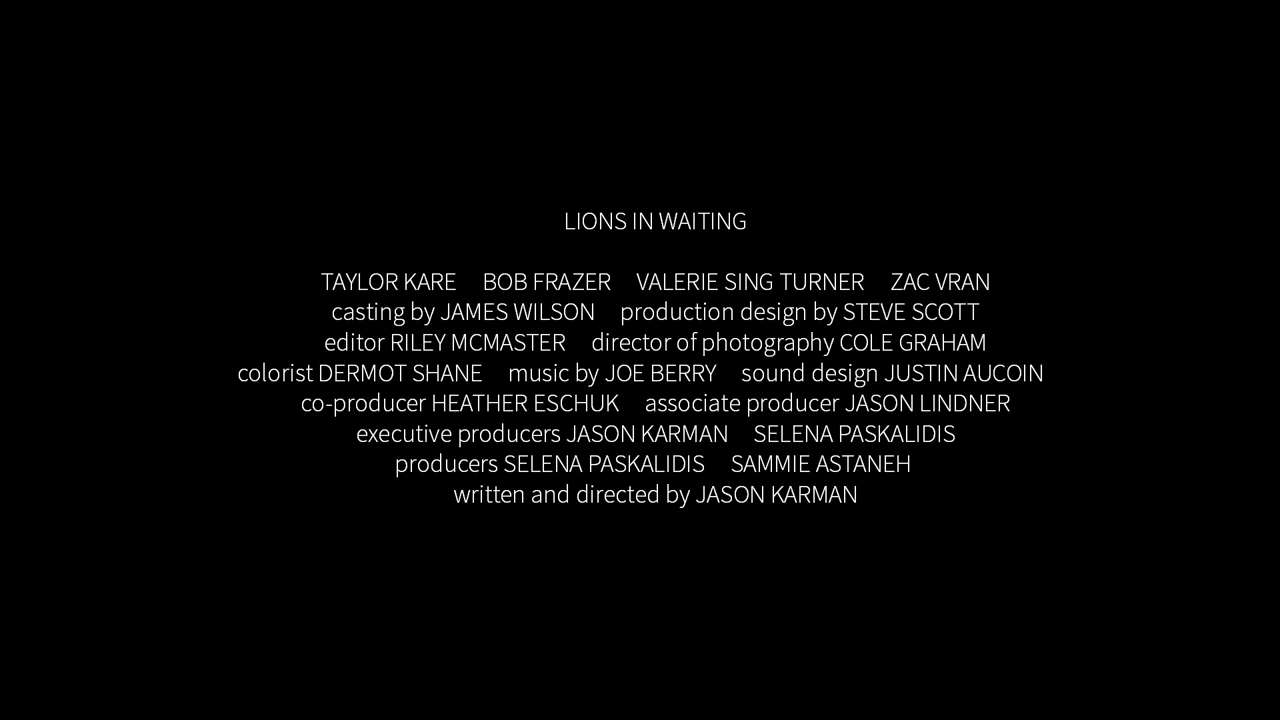 LIONS IN WAITING
TAYLOR KARE BOB FRAZER VALERIE SING TURNER ZAC VRAN
casting by JAMES WILSON production design by STEVE SCOTT
editor RILEY MCMASTER director of photography COLE GRAHAM
colorist DERMOT SHANE music by JOE BERRY sound design JUSTIN AUCOIN
co-producer HEATHER ESCHUK associate producer JASON LINDNER
executive producers JASON KARMAN SELENA PASKALIDIS
producers SELENA PASKALIDIS SAMMIE ASTANEH
written and directed by JASON KARMAN